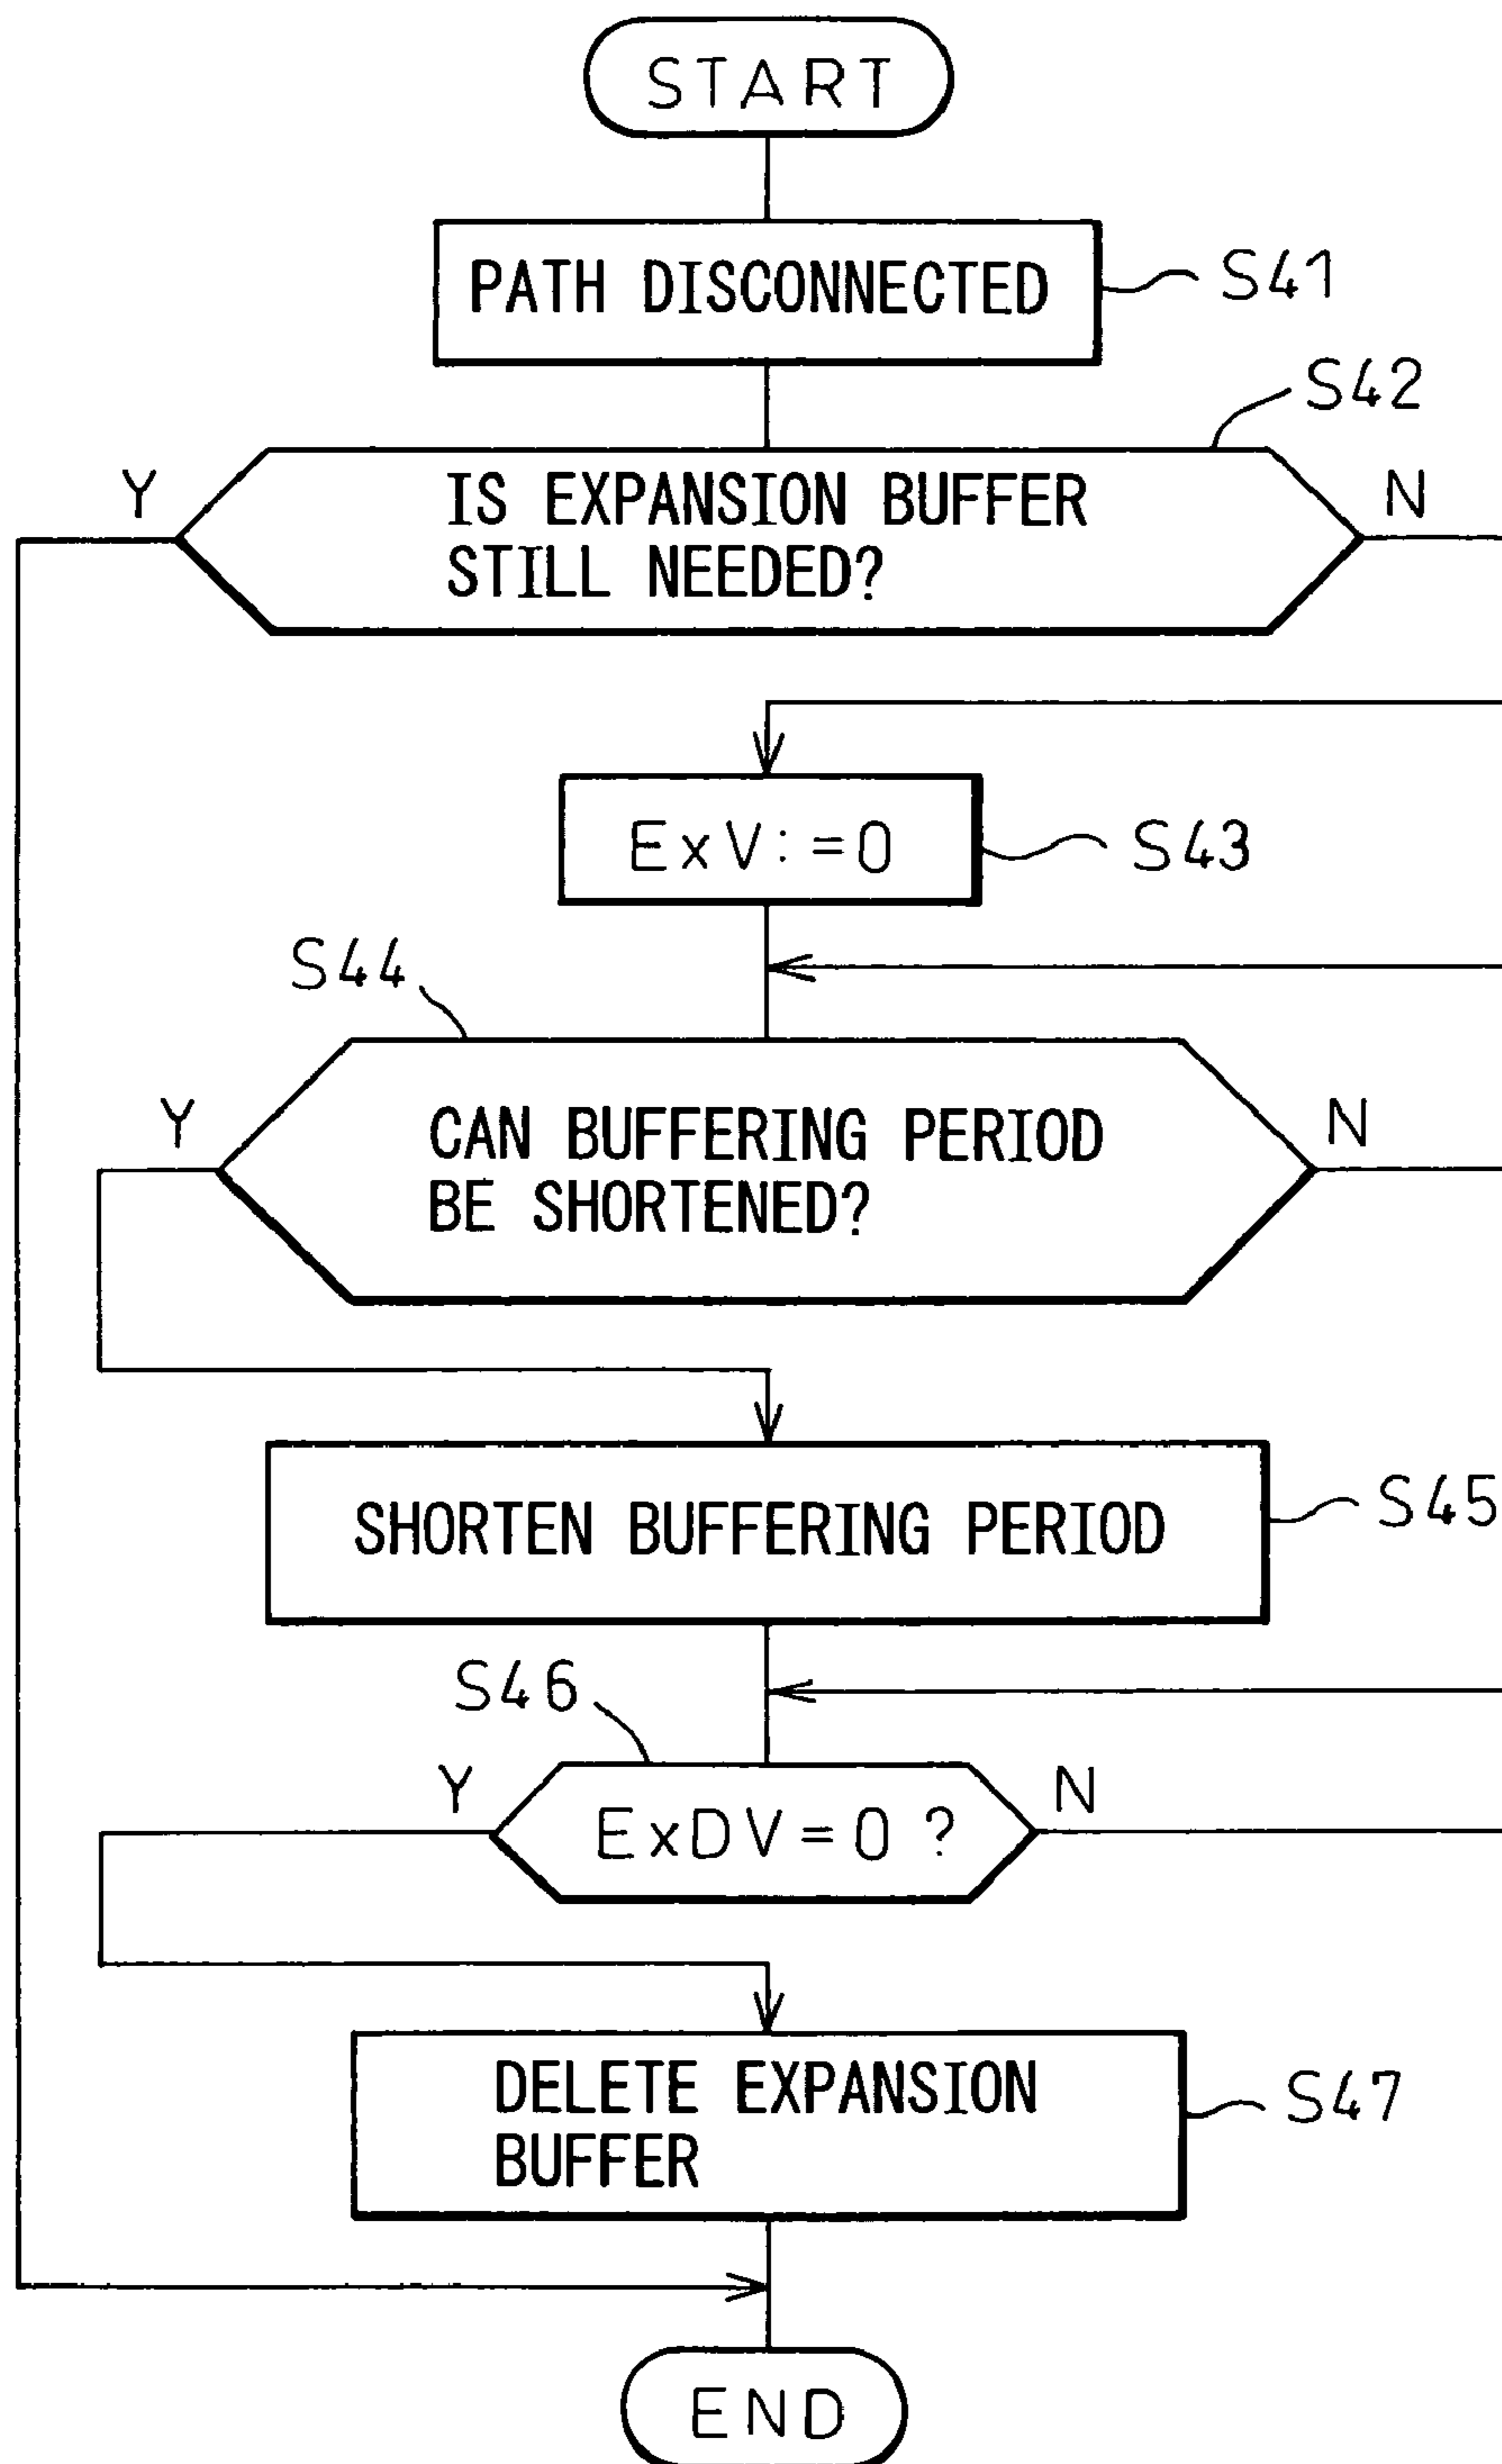 START
PATH DISCONNECTED
S41
S42
Y
N
IS EXPANSION BUFFER
STILL NEEDED?
ExV:=0
S43
S44
Y
N
CAN BUFFERING PERIOD
BE SHORTENED?
SHORTEN BUFFERING PERIOD
S45
S46
Y
N
ExDV=0?
DELETE EXPANSION
BUFFER
S47
END